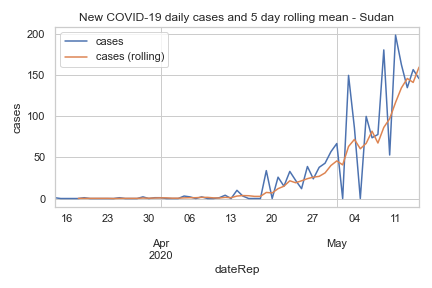 New COVID-19 daily cases and 5 day rolling mean - Sudan
cases
cases (rolling)
cases
200
150
100
50
0
16 23 30 06 13 20 27 04 11
Apr May
2020
dateRep